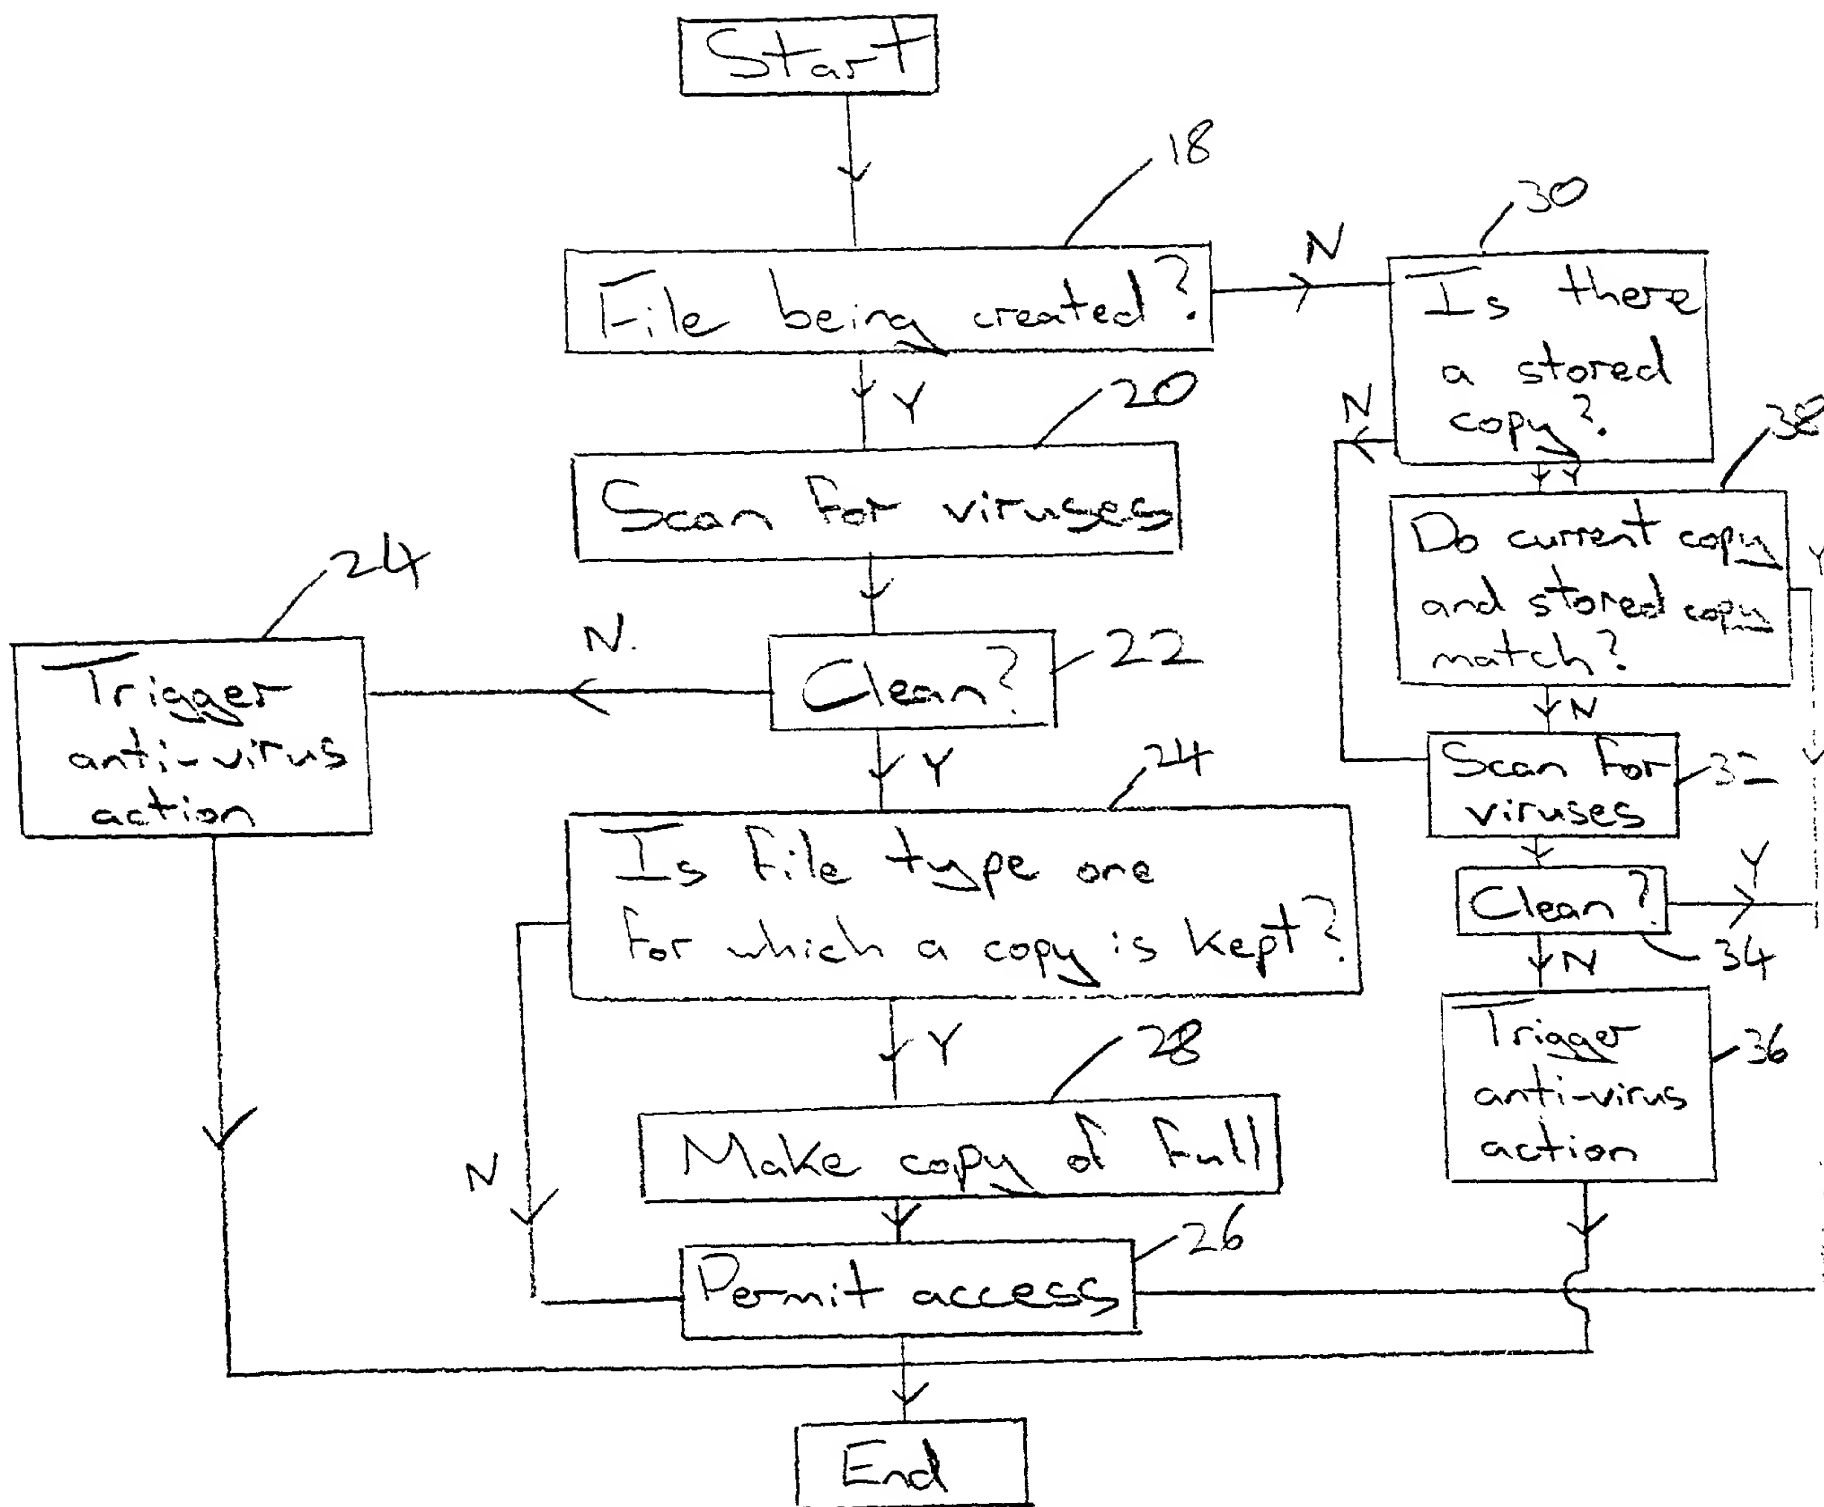 Start
18
File being created?
N
30
Is there
a stored
copy?
Y
20
N
Y
38
Scan for viruses
Do current copy
and stored copy
match?
Y
24
N.
Clean?
22
N
Trigger
anti-virus
action
Y
24
Scan for
viruses
32
Is file type one
for which a copy is kept?
Clean?
Y
34
N
Y
28
Trigger
anti-virus
action
36
Make copy of full
N
26
Permit access
End